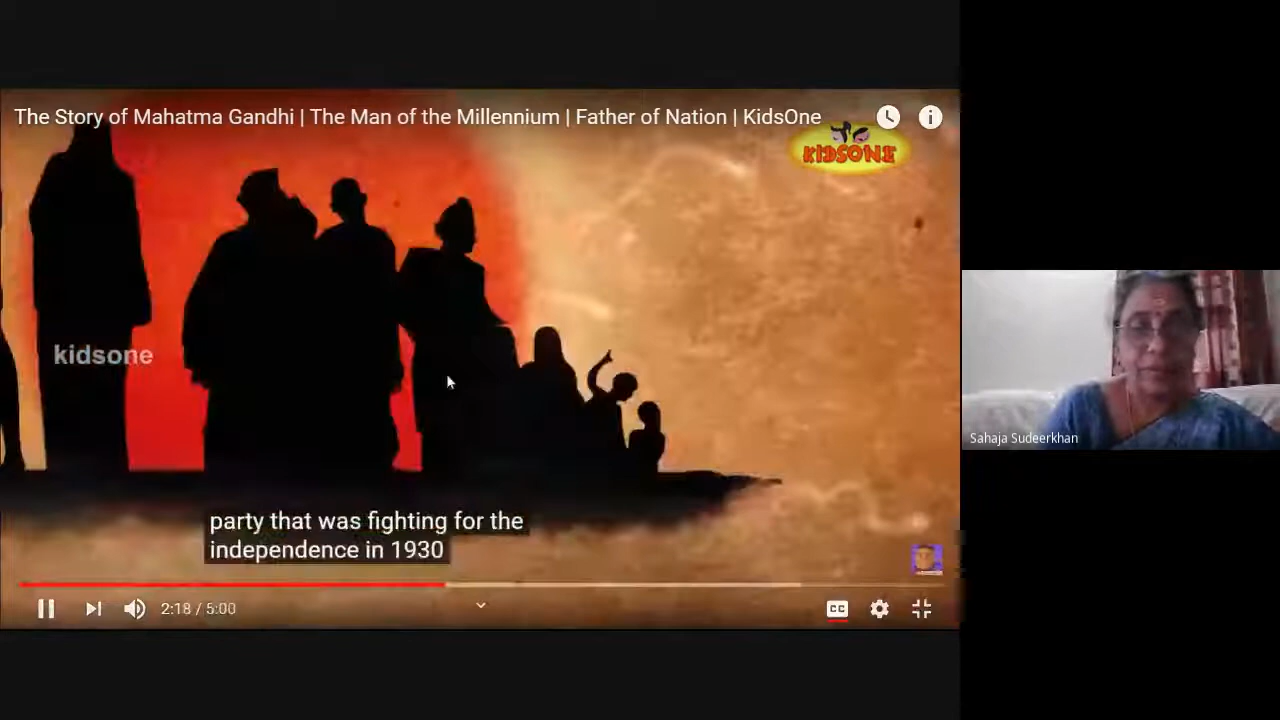 The Story of Mahatma Gandhi | The Man of the Millennium | Father of Nation | KidsOne
KIDSONE
kidsone
Sahaja Sudeerkhan
party that was fighting for the
independence in 1930
2:18 / 5:00
CC